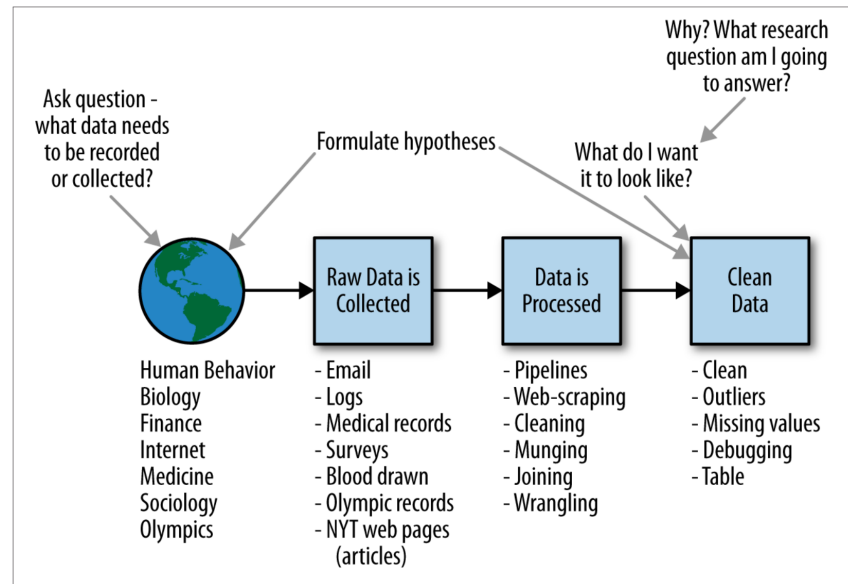 Why? What research
question am I going
to answer?
Ask question -
what data needs
to be recorded
or collected?
Formulate hypotheses
What do I want
it to look like?
Raw Data is
Collected
Data is
Processed
Clean
Data
Human Behavior
Biology
Finance
Internet
Medicine
Sociology
Olympics
- Email
- Logs
- Medical records
- Surveys
- Blood drawn
- Olympic records
- NYT web pages
(articles)
- Pipelines
- Web-scraping
- Cleaning
- Munging
- Joining
- Wrangling
- Clean
- Outliers
- Missing values
- Debugging
- Table